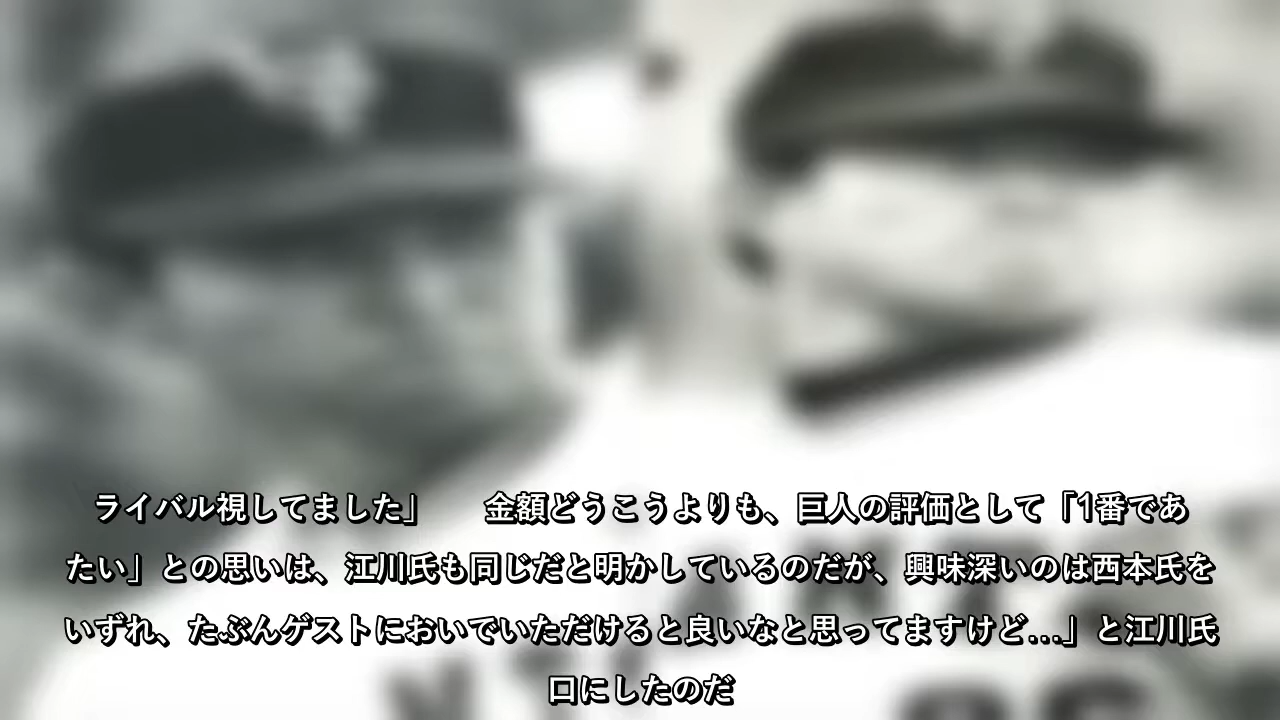 ライバル視してました」　　金額どうこうよりも、巨人の評価として「1番であ
たい」との思いは、江川氏も同じだと明かしているのだが、興味深いのは西本氏を
いずれ、たぶんゲストにおいでいただけると良いなと思ってますけど…」と江川氏
口にしたのだ